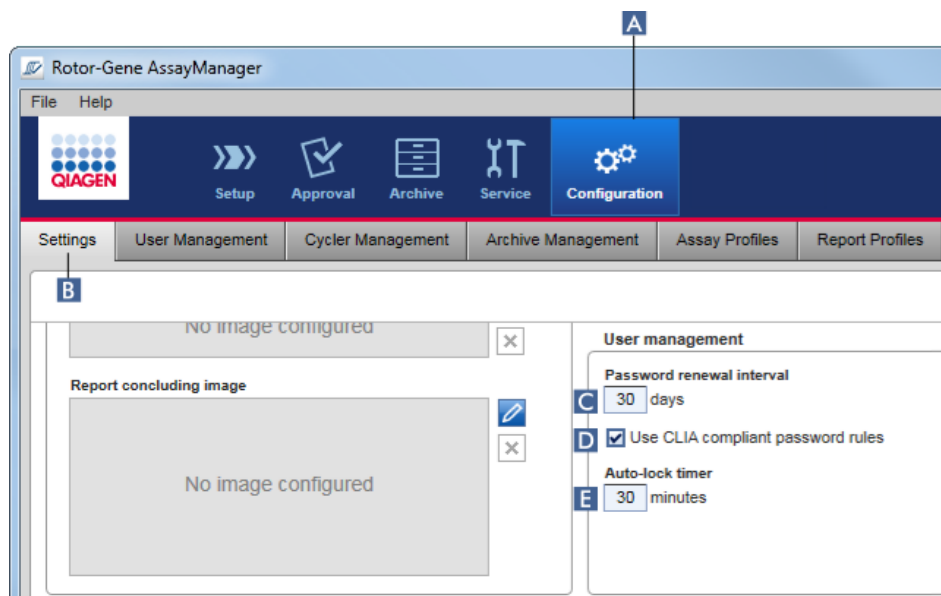 A
Rotor-Gene AssayManager
File Help
QIAGEN
Setup Approval Archive Service Configuration
Settings User Management Cycler Management Archive Management Assay Profiles Report Profiles
B
No image configured
User management
Report concluding image
Password renewal interval
C 30 days
D Use CLIA compliant password rules
No image configured
Auto-lock timer
E 30 minutes